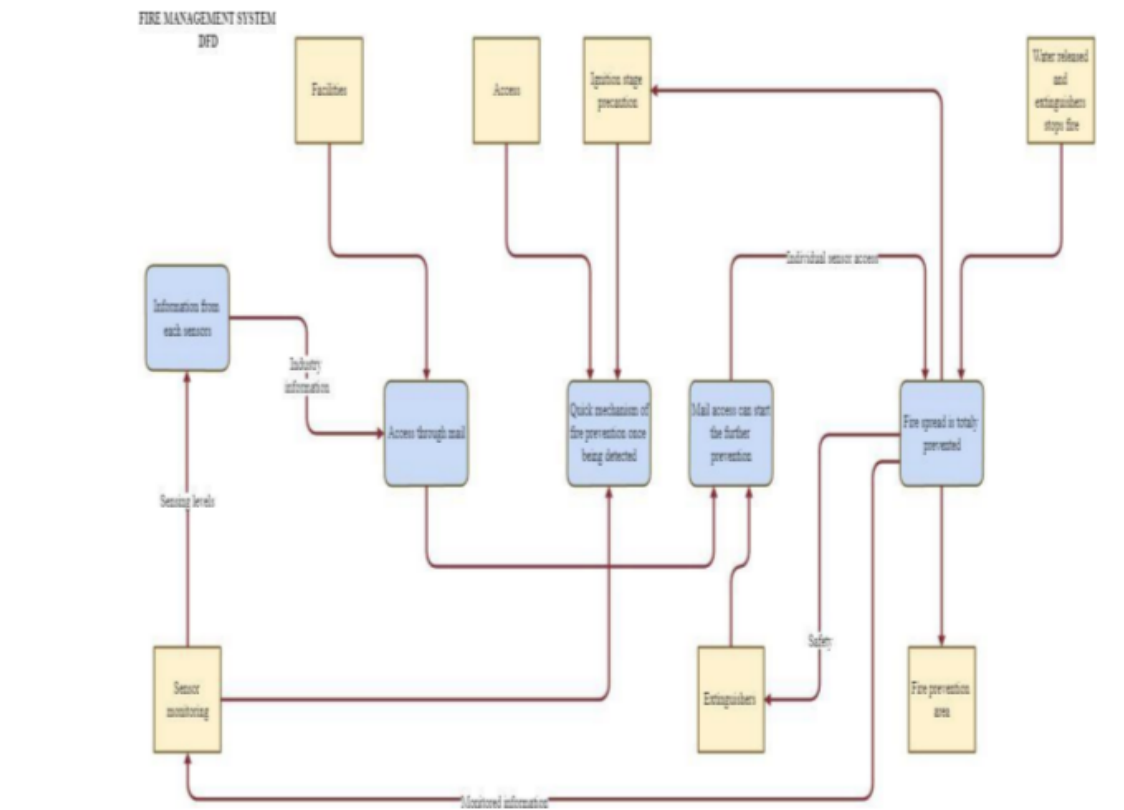 FIRE MANAGEMENT SYSTEM
DFD
Facilities
Access
Ignition stage
precaution
Water released
and
extinguishers
stops fire
Individual sensor access
Information from
each sensors
Industry
information
Access through mail
Quick mechanism of
fire prevention once
being detected
Mail access can start
the further
prevention
Fire spread is totaly
prevented
Sensing levels
Safety
Sensor
monitoring
Extinguishers
Fire prevention
area
Monitored information